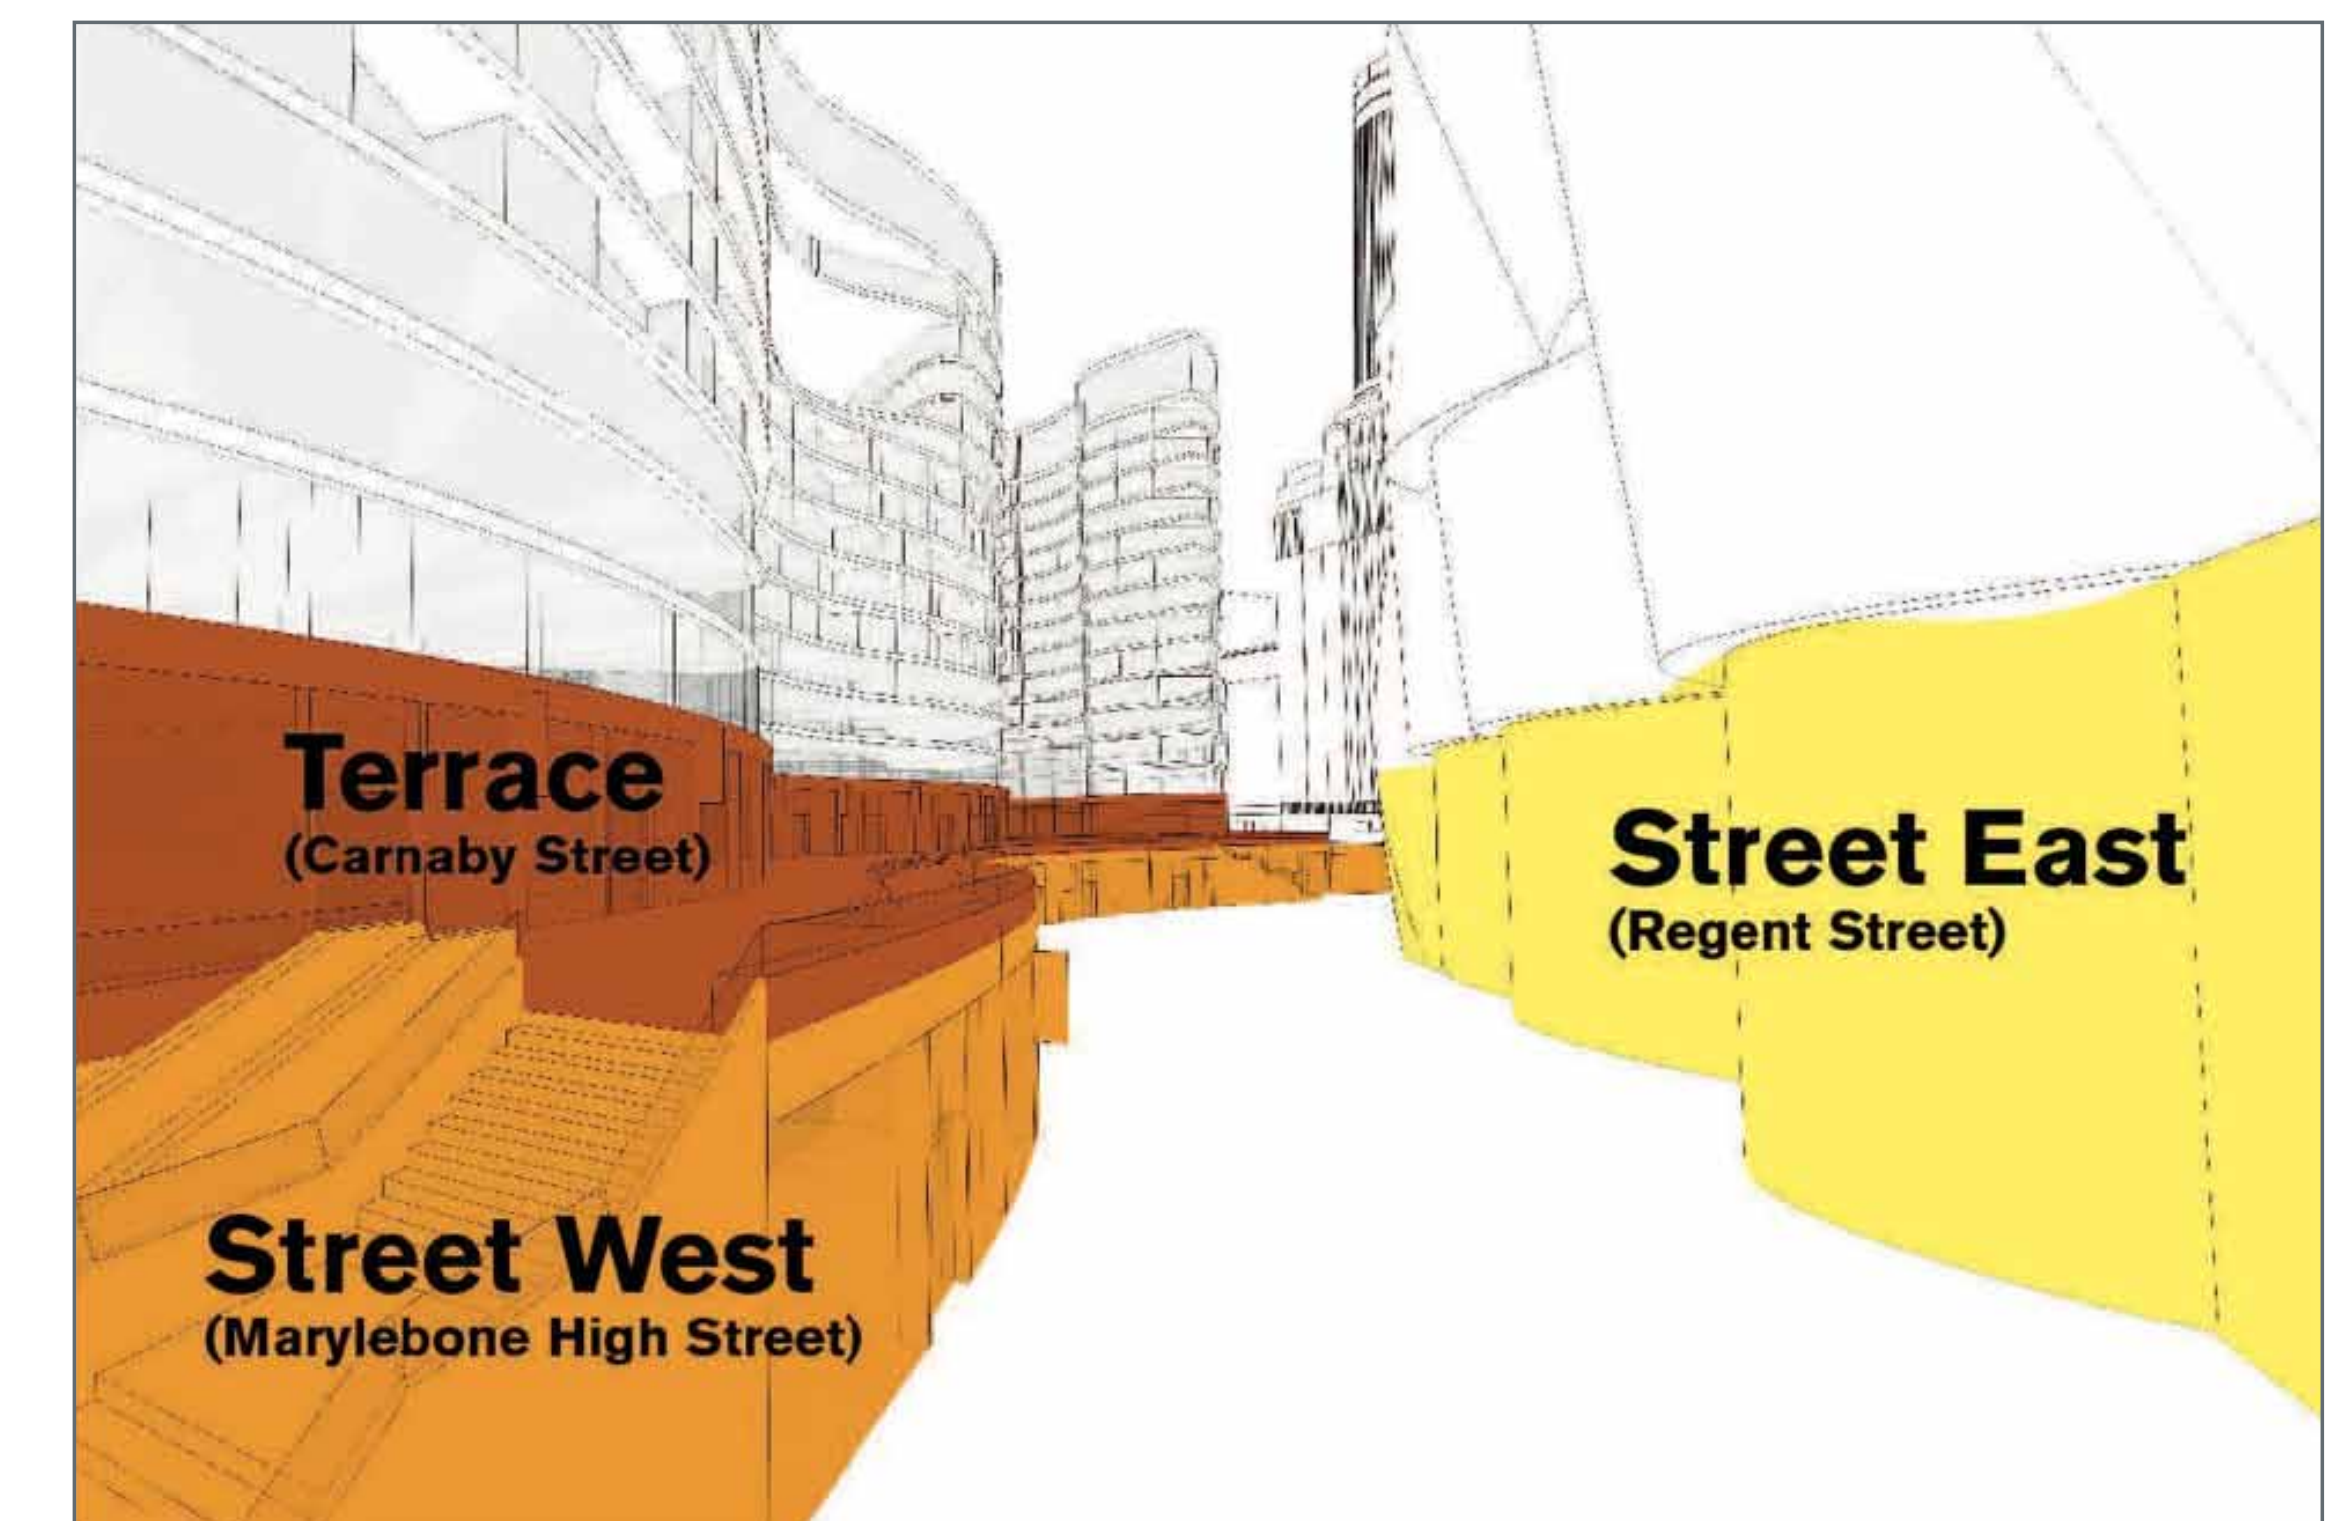 Terrace
(Carnaby Street)
Street East
(Regent Street)
Street West
(Marylebone High Street)